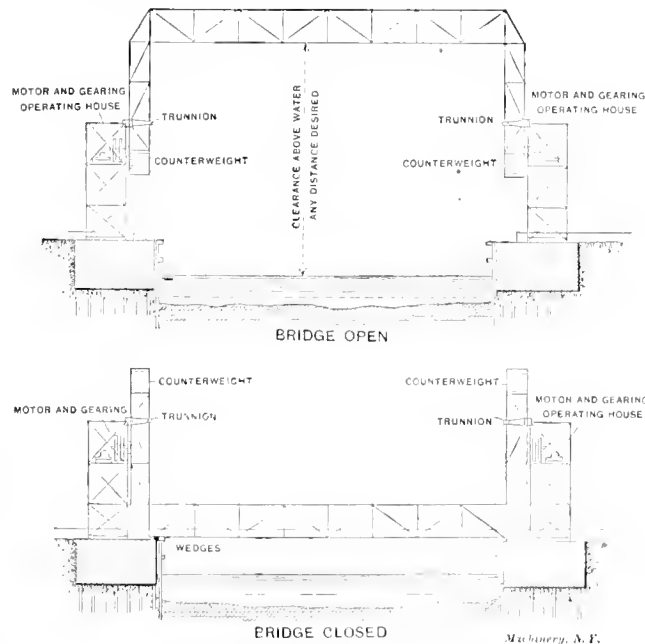 MOTOR AND GEARING
OPERATING HOUSE
TRUNNION
COUNTERWEIGHT
CLEARANCE ABOVE WATER
ANY DISTANCE DESIRED
TRUNNION
COUNTERWEIGHT
MOTOR AND GEARING
OPERATING HOUSE
BRIDGE OPEN
COUNTERWEIGHT
MOTOR AND GEARING
TRUNNION
COUNTERWEIGHT
TRUNNION
MOTOR AND GEARING
OPERATING HOUSE
WEDGES
BRIDGE CLOSED
Machinery, N.Y.